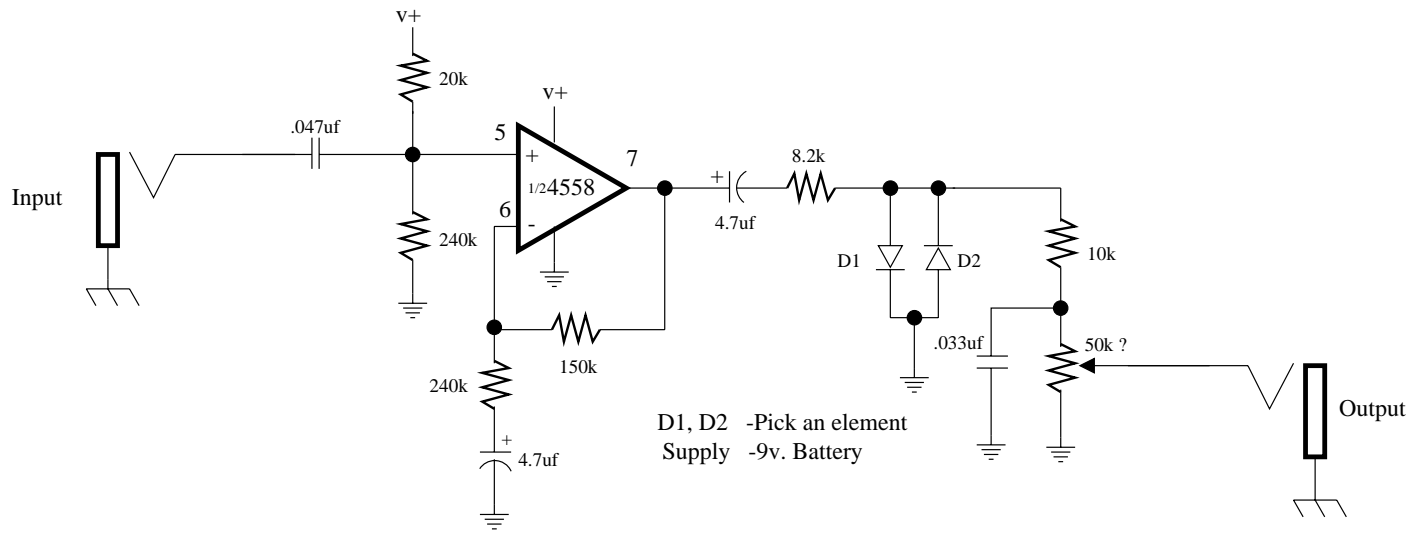 v+
20k
.047uf
v+
5
+
7
8.2k
+
Input
1/2 4558
6
-
4.7uf
240k
D1
D2
10k
.033uf
50k ?
150k
240k
Output
D1, D2 -Pick an element
Supply -9v. Battery
+
4.7uf